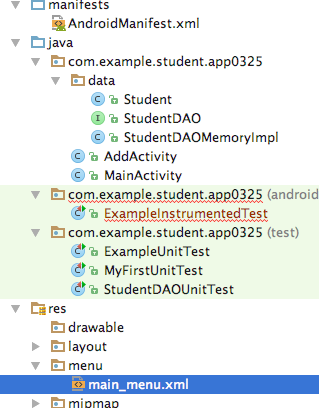 manifests
AndroidManifest.xml
java
com.example.student.app0325
data
Student
StudentDAO
StudentDAOMemoryImpl
AddActivity
MainActivity
com.example.student.app0325 (android
ExampleInstrumentedTest
com.example.student.app0325 (test)
ExampleUnitTest
MyFirstUnitTest
StudentDAOUnitTest
res
drawable
layout
menu
main_menu.xml
mipmap